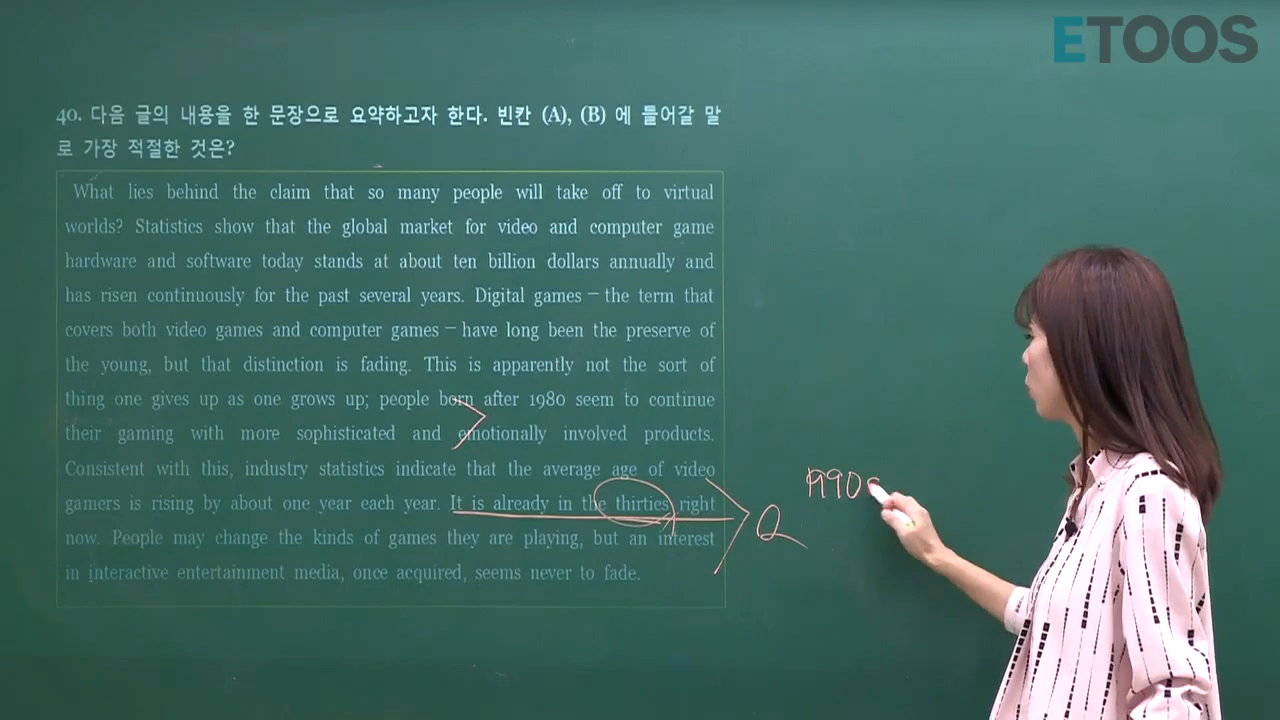 ETOOS
40. 다음 글의 내용을 한 문장으로 요약하고자 한다. 빈칸 (A), (B) 에 들어갈 말
로 가장 적절한 것은?
What lies behind the claim that so many people will take off to virtual
worlds? Statistics show that the global market for video and computer game
hardware and software today stands at about ten billion dollars annually and
has risen continuously for the past several years. Digital games – the term that
covers both video games and computer games – have long been the preserve of
the young, but that distinction is fading. This is apparently not the sort of
thing one gives up as one grows up; people born after 1980 seem to continue
their gaming with more sophisticated and emotionally involved products.
Consistent with this, industry statistics indicate that the average age of video
gamers is rising by about one year each year. It is already in the thirties right
now. People may change the kinds of games they are playing, but an interest
in interactive entertainment media, once acquired, seems never to fade.
Q
1990s